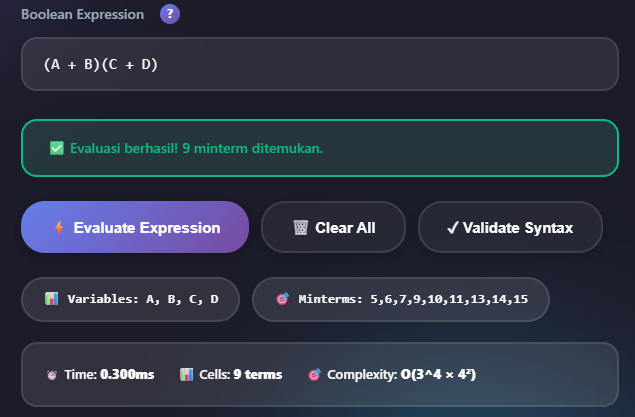 Boolean Expression ?
(A + B)(C + D)
✅ Evaluasi berhasil! 9 minterm ditemukan.
⚡ Evaluate Expression 🗑️ Clear All ✓ Validate Syntax
📊 Variables: A, B, C, D 🎯 Minterms: 5,6,7,9,10,11,13,14,15
⏱️ Time: 0.300ms 📊 Cells: 9 terms 🎯 Complexity: O(3^4 × 4²)